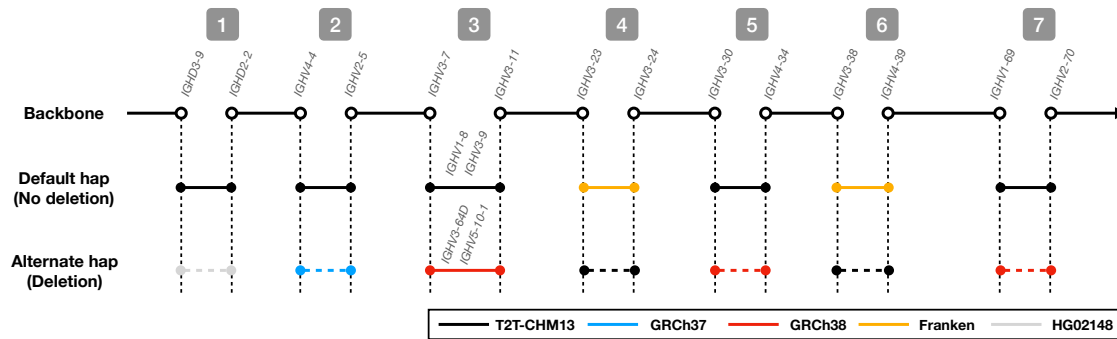 1 2 3 4 5 6 7
IGHD3-9 IGHD2-2 IGHV4-4 IGHV2-5 IGHV3-7 IGHV3-11 IGHV3-23 IGHV3-24 IGHV3-30 IGHV4-34 IGHV3-38 IGHV4-39 IGHV1-69 IGHV2-70
Backbone
IGHV1-8 IGHV3-9
Default hap
(No deletion)
IGHV3-64D IGHV5-10-1
Alternate hap
(Deletion)
T2T-CHM13 GRCh37 GRCh38 Franken HG02148